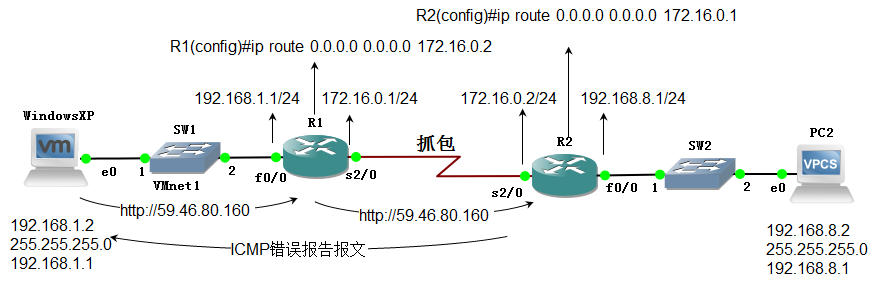 R2(config)#ip route 0.0.0.0 0.0.0.0 172.16.0.1
R1(config)#ip route 0.0.0.0 0.0.0.0 172.16.0.2
192.168.1.1/24
172.16.0.1/24
172.16.0.2/24
192.168.8.1/24
WindowsXP
SW1
R1
抓包
R2
SW2
PC2
vm
VPCS
e0
1
VMnet1
2
f0/0
s2/0
s2/0
f0/0
1
2
e0
http://59.46.80.160
http://59.46.80.160
192.168.1.2
255.255.255.0
192.168.1.1
ICMP错误报告报文
192.168.8.2
255.255.255.0
192.168.8.1